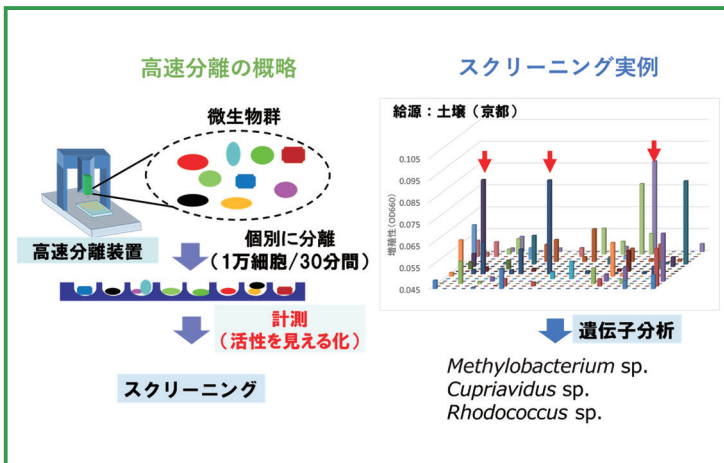 高速分離の概略
微生物群
高速分離装置
個別に分離
(1万細胞/30分間)
計測
(活性を見える化)
スクリーニング
スクリーニング実例
給源：土壌（京都）
増殖性(OD660)
0.105
0.095
0.085
0.075
0.065
0.055
0.045
遺伝子分析
Methylobacterium sp.
Cupriavidus sp.
Rhodococcus sp.